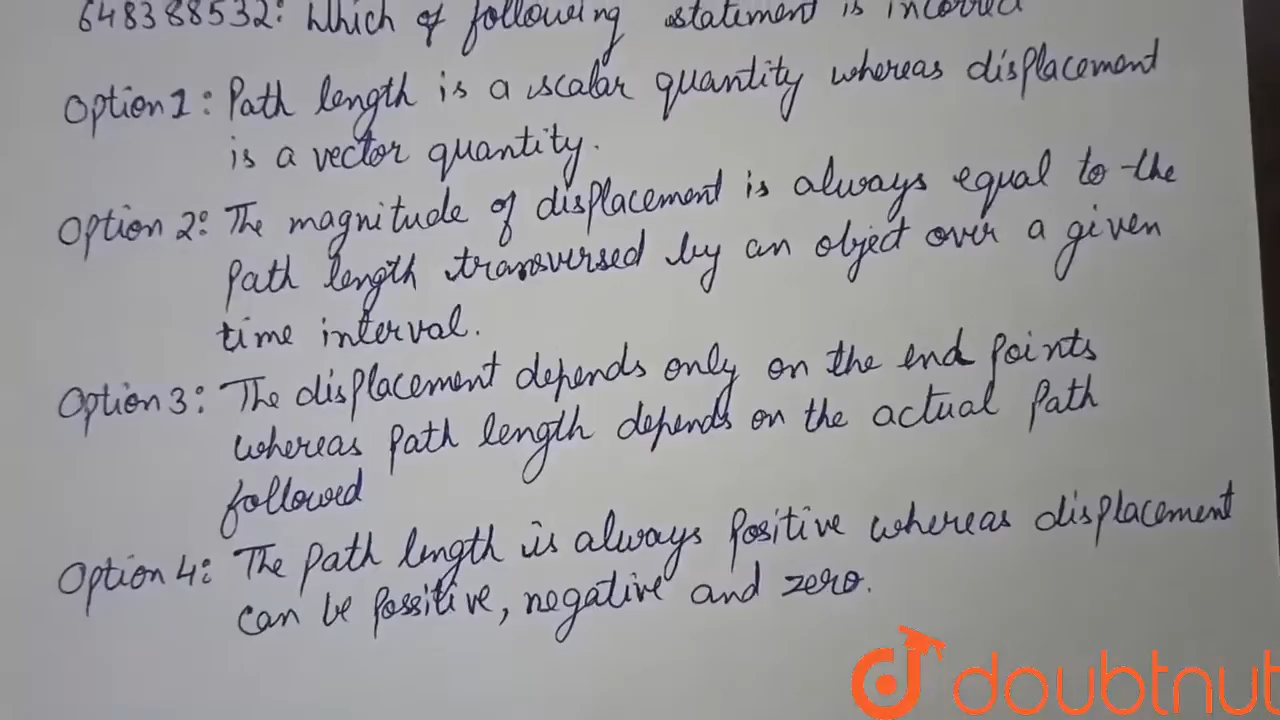 648388532: Which of following statement is incorrect
Option 1: Path length is a scalar quantity whereas displacement
is a vector quantity.
Option 2: The magnitude of displacement is always equal to the
Path length transversed by an object over a given
time interval.
Option 3: The displacement depends only on the end points
whereas Path length depends on the actual Path
followed
Option 4: The Path length is always Positive whereas displacement
can be Possitive, negative and zero.
doubtnut